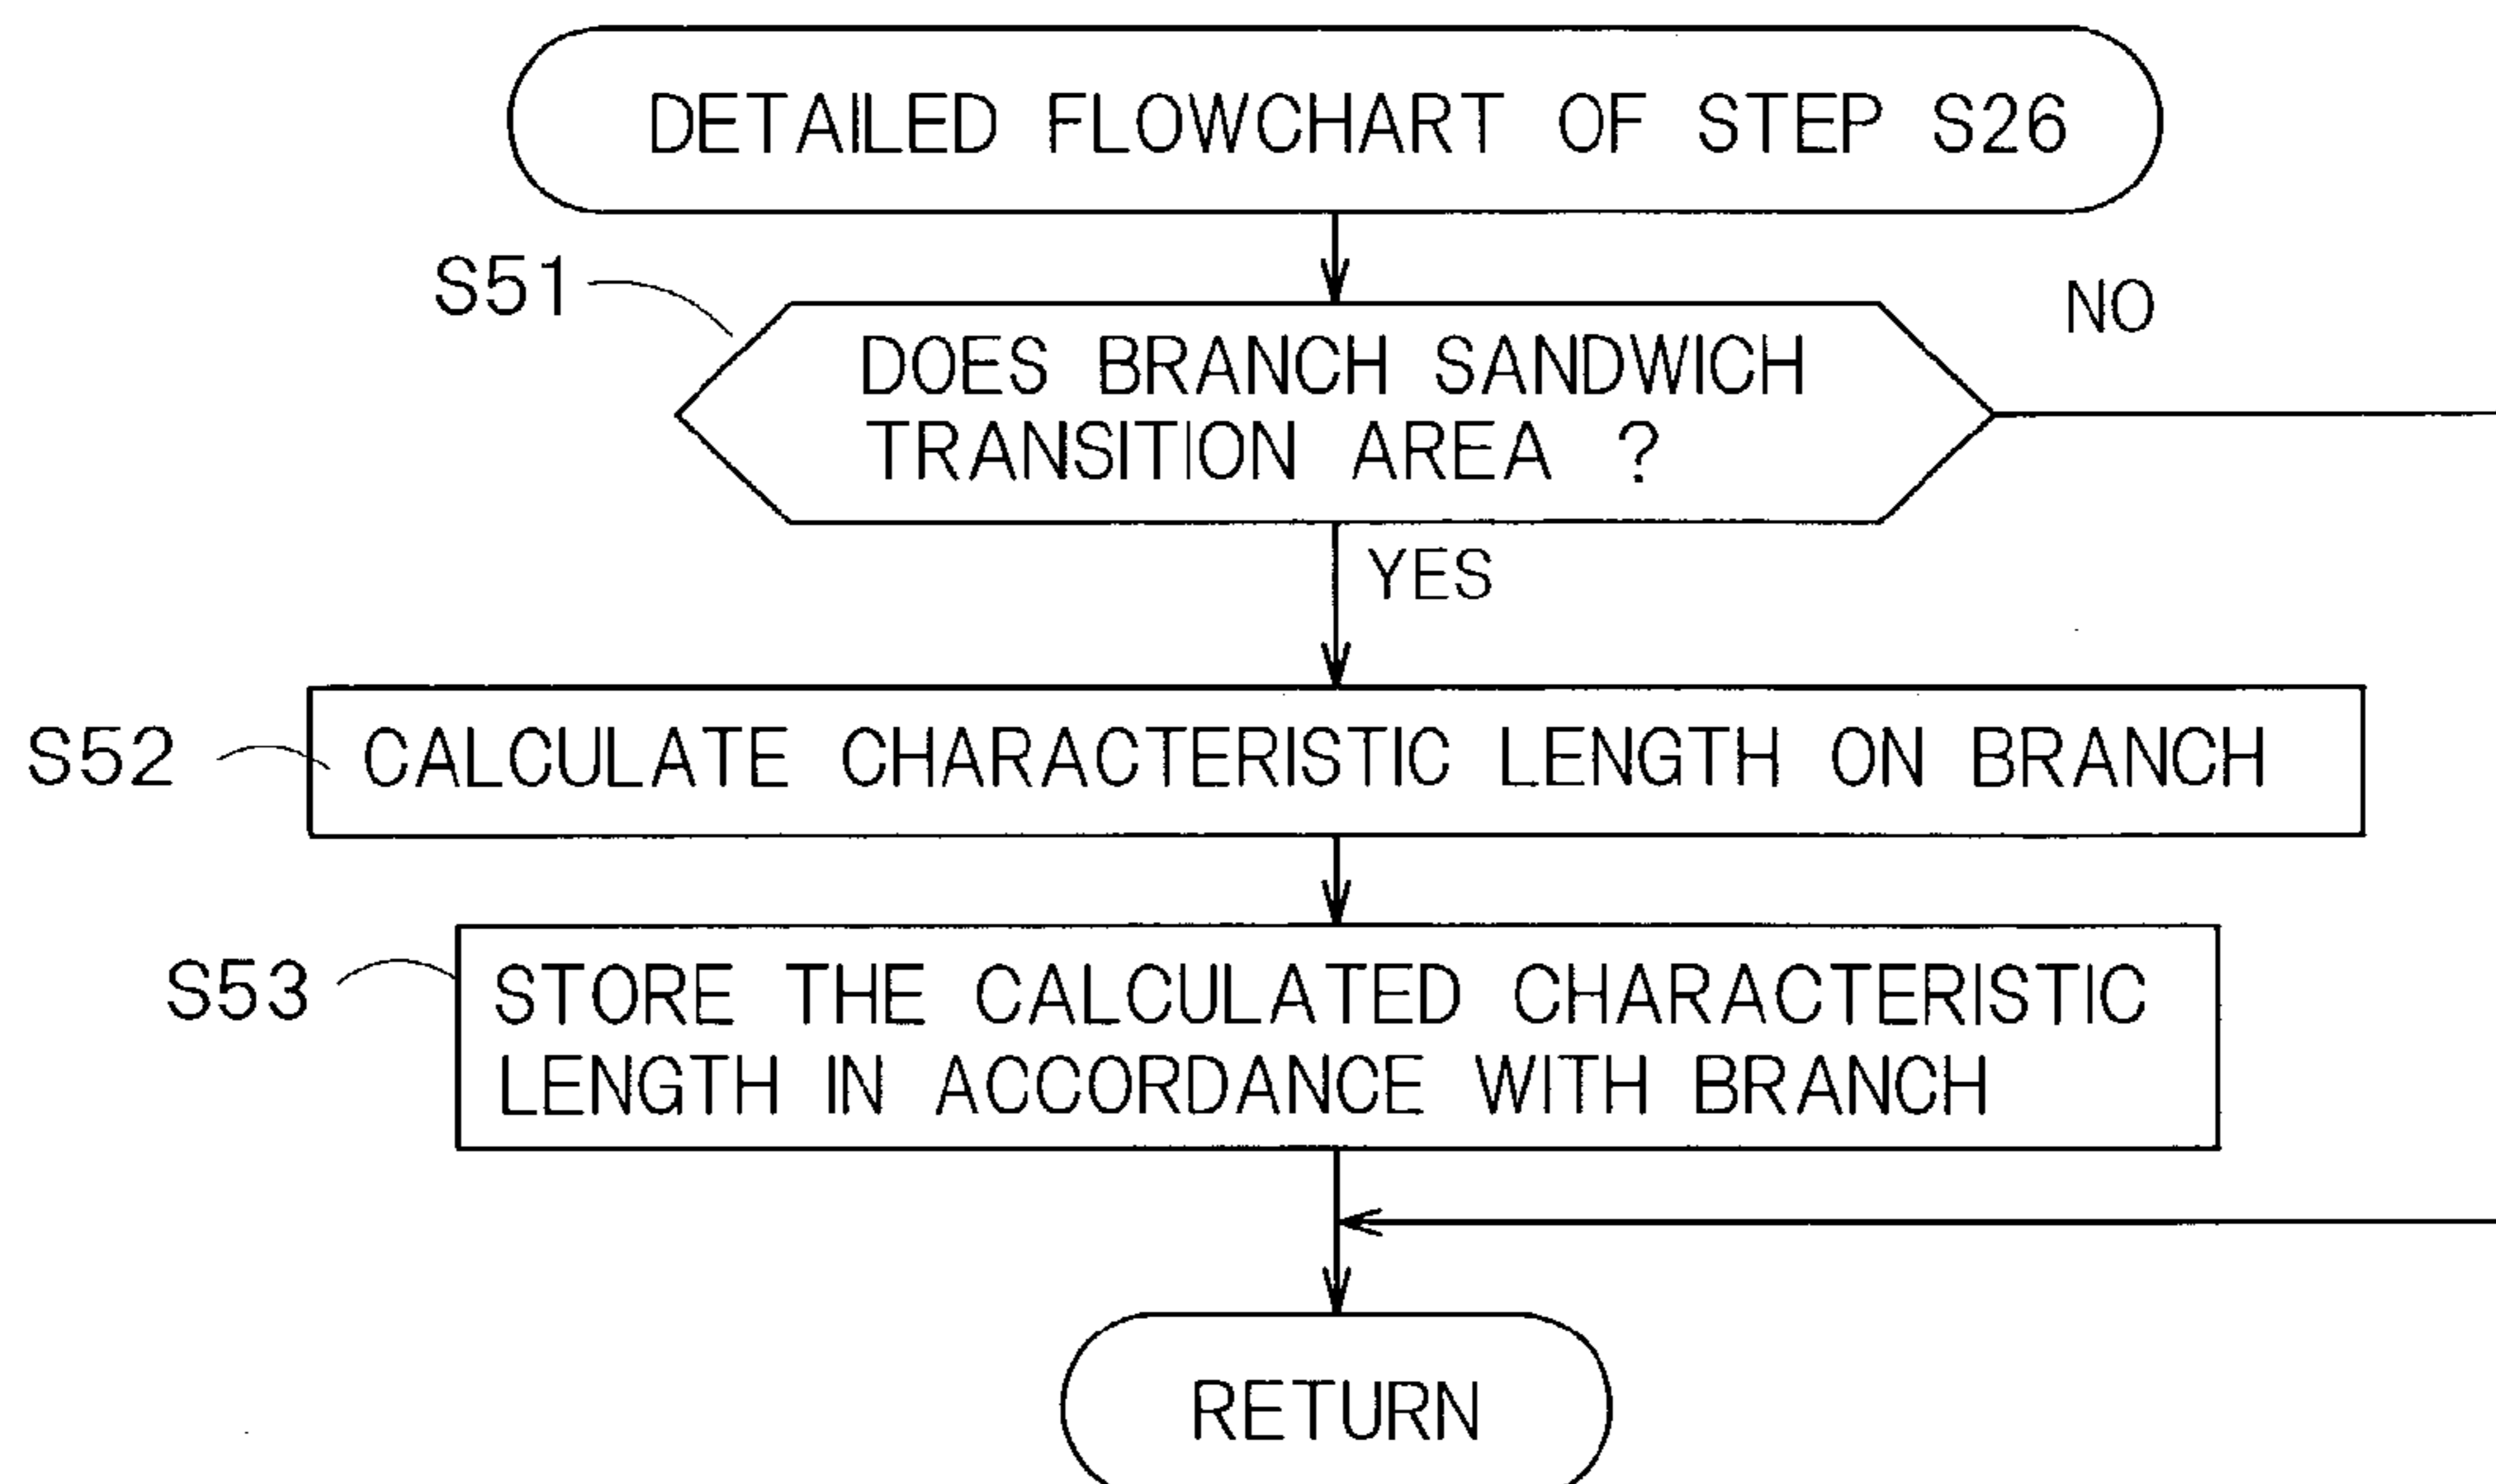 DETAILED FLOWCHART OF STEP S26
S51
NO
DOES BRANCH SANDWICH
TRANSITION AREA ?
YES
S52
CALCULATE CHARACTERISTIC LENGTH ON BRANCH
S53
STORE THE CALCULATED CHARACTERISTIC
LENGTH IN ACCORDANCE WITH BRANCH
RETURN